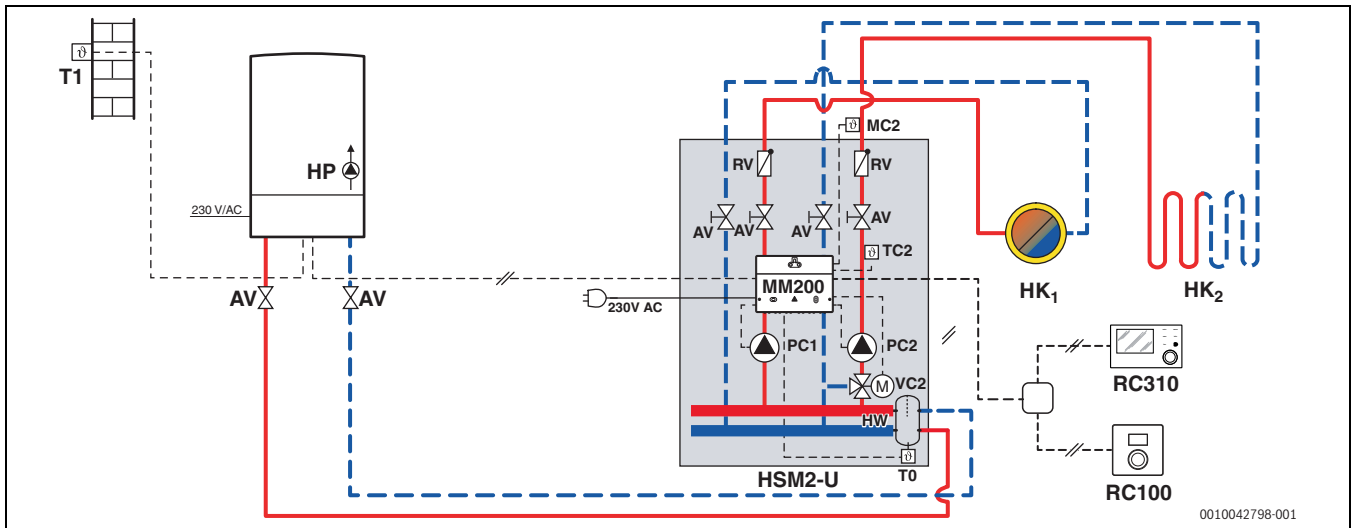 ϑ
T1
HP
230 V/AC
AV
AV
ϑ MC2
RV
RV
AV
AV
AV
AV
ϑ TC2
MM200
230V AC
PC1
PC2
M
VC2
HW
ϑ
T0
HSM2-U
HK1
HK2
RC310
RC100
0010042798-001